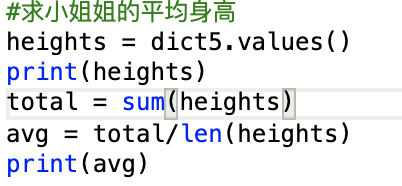 #求小姐姐的平均身高
heights = dict5.values()
print(heights)
total = sum(heights)
avg = total/len(heights)
print(avg)